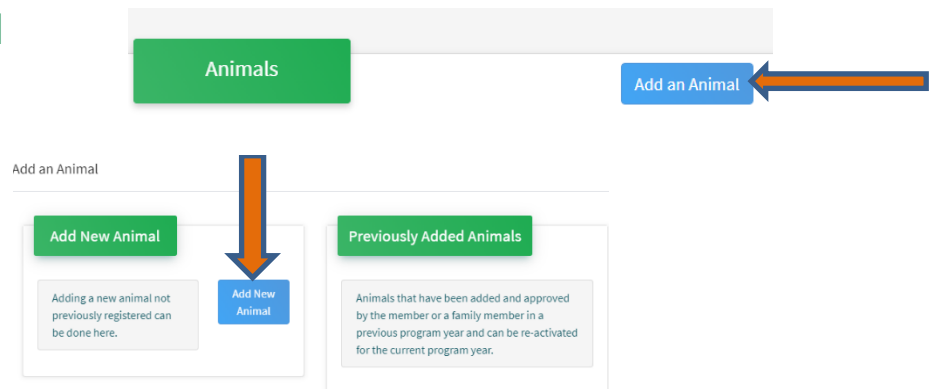 Animals
Add an Animal
Add an Animal
Add New Animal
Adding a new animal not
previously registered can
be done here.
Add New
Animal
Previously Added Animals
Animals that have been added and approved
by the member or a family member in a
previous program year and can be re-activated
for the current program year.